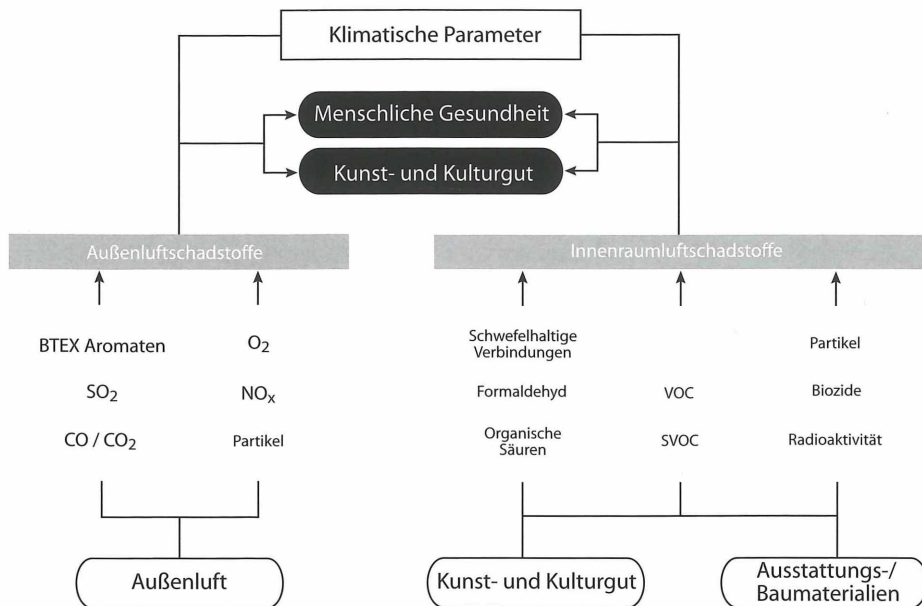 Klimatische Parameter
Menschliche Gesundheit
Kunst- und Kulturgut
Außenluftschadstoffe
Innenraumluftschadstoffe
BTEX Aromaten
O₂
SO₂
NOₓ
CO / CO₂
Partikel
Schwefelhaltige
Verbindungen
Partikel
Formaldehyd
VOC
Biozide
Organische
Säuren
SVOC
Radioaktivität
Außenluft
Kunst- und Kulturgut
Ausstattungs-/
Baumaterialien